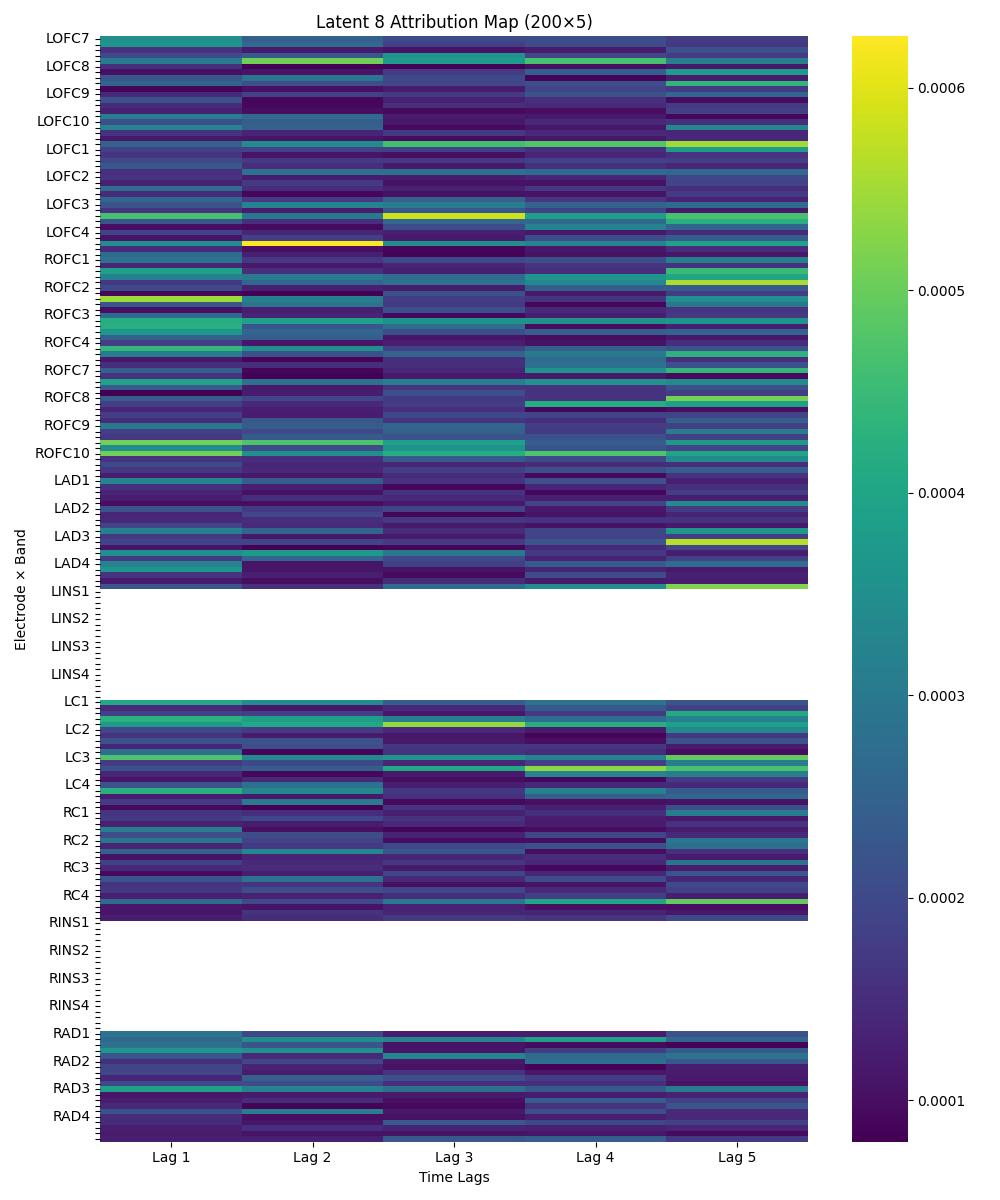 Latent 8 Attribution Map (200×5)
LOFC7
LOFC8
LOFC9
LOFC10
LOFC1
LOFC2
LOFC3
LOFC4
ROFC1
ROFC2
ROFC3
ROFC4
ROFC7
ROFC8
ROFC9
ROFC10
LAD1
LAD2
LAD3
LAD4
LINS1
LINS2
LINS3
LINS4
LC1
LC2
LC3
LC4
RC1
RC2
RC3
RC4
RINS1
RINS2
RINS3
RINS4
RAD1
RAD2
RAD3
RAD4
Electrode × Band
Lag 1 Lag 2 Lag 3 Lag 4 Lag 5
Time Lags
0.0006
0.0005
0.0004
0.0003
0.0002
0.0001